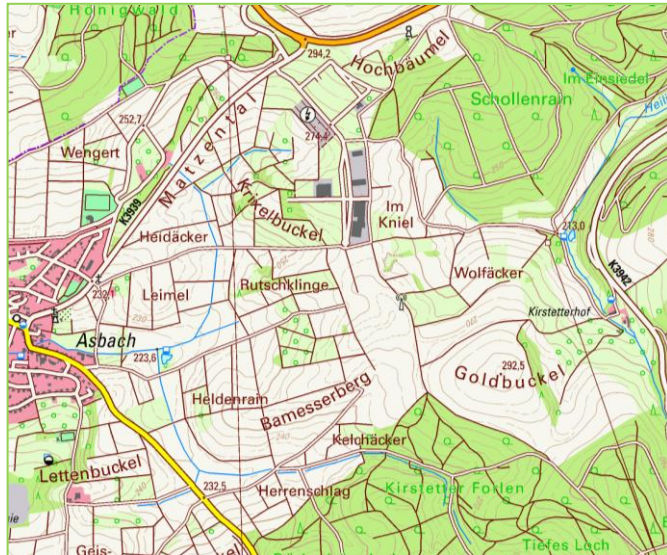 Honigwald
294,2
Hochbäumel
Im Einsiedel
Schollenrain
252,7
Matzental
274,4
Wengert
K3939
Krixelbuckel
Im
Kniel
213,0
Heidäcker
K3942
Wolfäcker
232,1
Leimel
Rutschklinge
Kirstetterhof
Asbach
223,6
292,5
Goldbuckel
Heldenrain
Bamesserberg
Kelchäcker
Lettenbuckel
232,5
Herrenschlag
Kirstetter Forlen
Tiefes Loch
Geis-